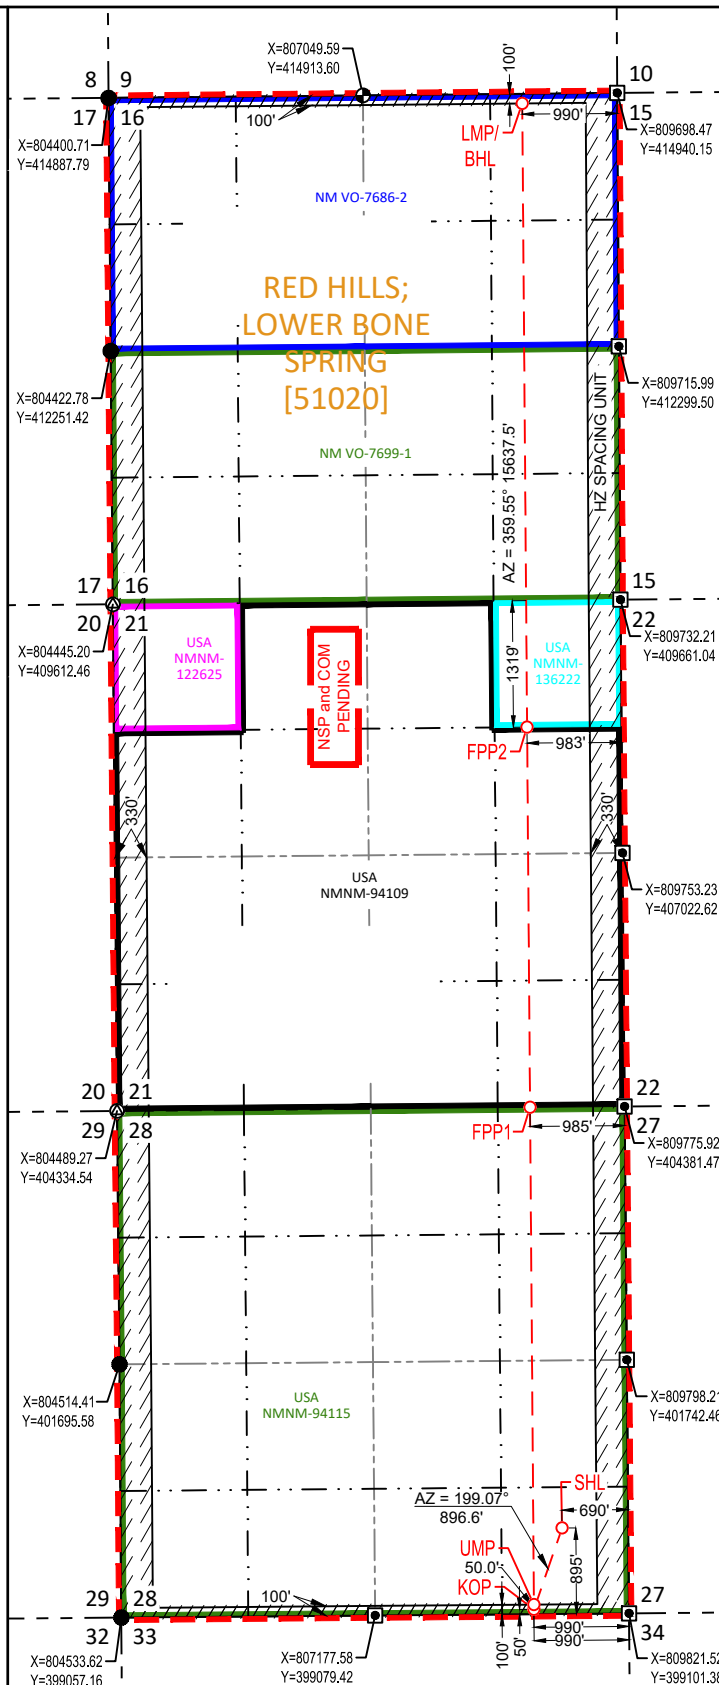 X=807049.59
Y=414913.60
100'
8 9
10
17 16
15
100'
990'
X=804400.71
Y=414887.79
LMP/
BHL
X=809698.47
Y=414940.15
NM VO-7686-2
RED HILLS;
LOWER BONE
SPRING
[51020]
X=804422.78
Y=412251.42
X=809715.99
Y=412299.50
HZ SPACING UNIT
NM VO-7699-1
AZ = 359.55° 15637.5'
17 16
15
20 21
22
X=804445.20
Y=409612.46
USA
NMNM-
122625
NSP and COM
PENDING
1319'
USA
NMNM-
136222
X=809732.21
Y=409661.04
FPP2
983'
330'
330'
USA
NMNM-94109
X=809753.23
Y=407022.62
20 21
22
29 28
27
FPP1
985'
X=804489.27
Y=404334.54
X=809775.92
Y=404381.47
X=804514.41
Y=401695.58
USA
NMNM-94115
X=809798.21
Y=401742.46
SHL
AZ = 199.07°
896.6'
690'
UMP
50.0'
KOP
895'
100'
29 28
27
32 33
34
100'
50'
990'
990'
X=804533.62
Y=399057.16
X=807177.58
Y=399079.42
X=809821.52
Y=399101.38